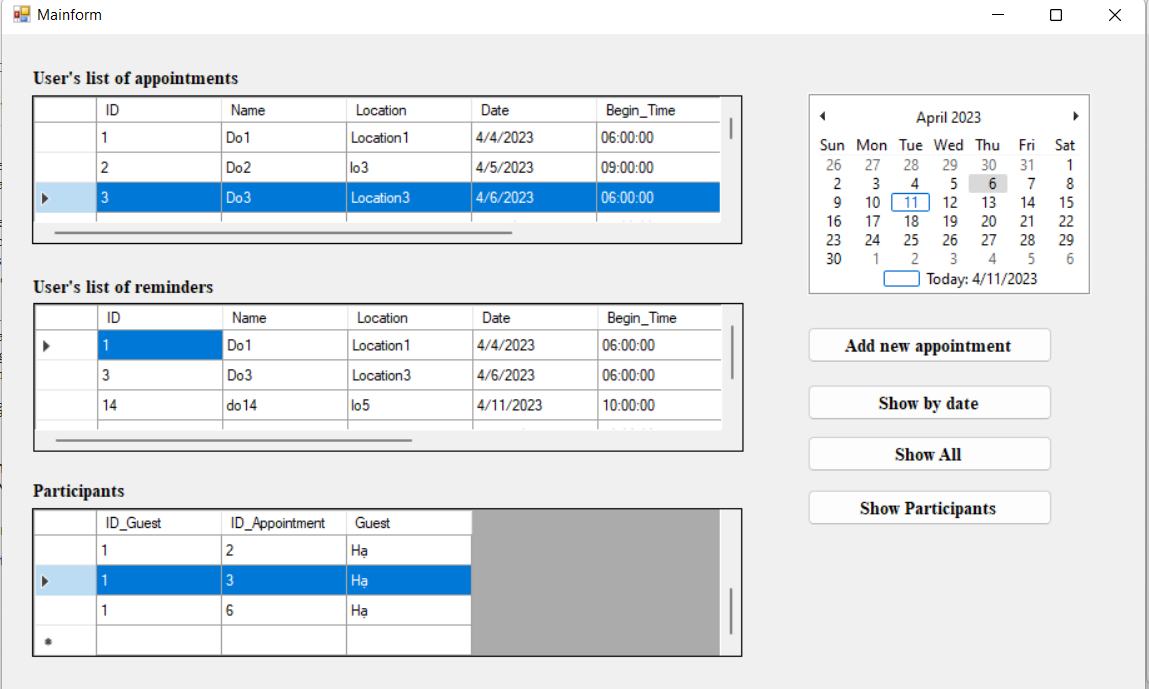 Mainform
User's list of appointments
ID Name Location Date Begin_Time
1 Do1 Location1 4/4/2023 06:00:00
2 Do2 lo3 4/5/2023 09:00:00
3 Do3 Location3 4/6/2023 06:00:00
User's list of reminders
ID Name Location Date Begin_Time
1 Do1 Location1 4/4/2023 06:00:00
3 Do3 Location3 4/6/2023 06:00:00
14 do14 lo5 4/11/2023 10:00:00
Participants
ID_Guest ID_Appointment Guest
1 2 Hạ
1 3 Hạ
1 6 Hạ
April 2023
Sun Mon Tue Wed Thu Fri Sat
26 27 28 29 30 31 1
2 3 4 5 6 7 8
9 10 11 12 13 14 15
16 17 18 19 20 21 22
23 24 25 26 27 28 29
30 1 2 3 4 5 6
Today: 4/11/2023
Add new appointment
Show by date
Show All
Show Participants